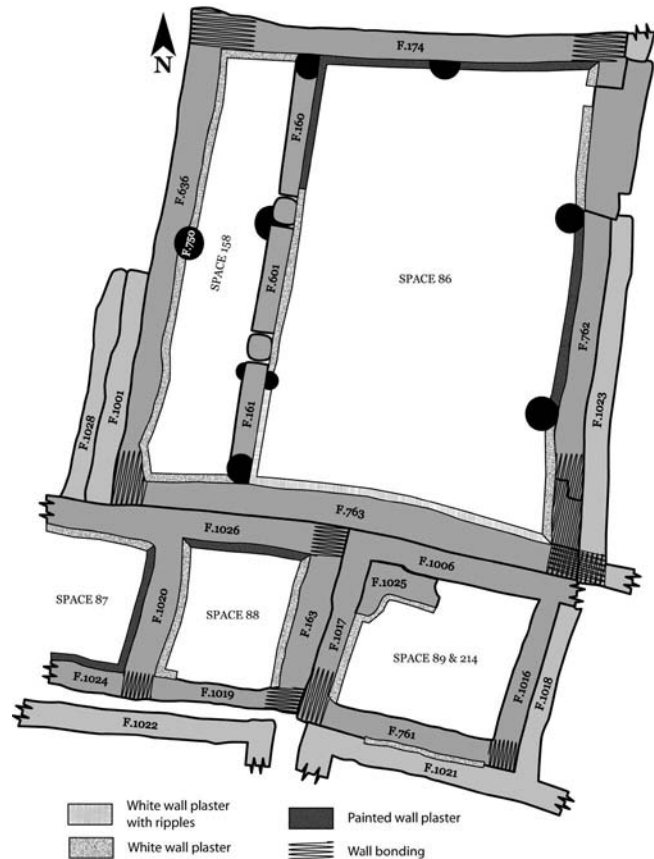 N
F.174
F.160
F.636
F.750
SPACE 158
F.601
SPACE 86
F.762
F.1023
F.161
F.1001
F.1028
F.763
F.1026
F.1006
F.1025
SPACE 87
F.1020
SPACE 88
F.163
F.1017
SPACE 89 & 214
F.1016
F.1018
F.1024
F.1019
F.1022
F.761
F.1021
White wall plaster
with ripples
Painted wall plaster
White wall plaster
Wall bonding